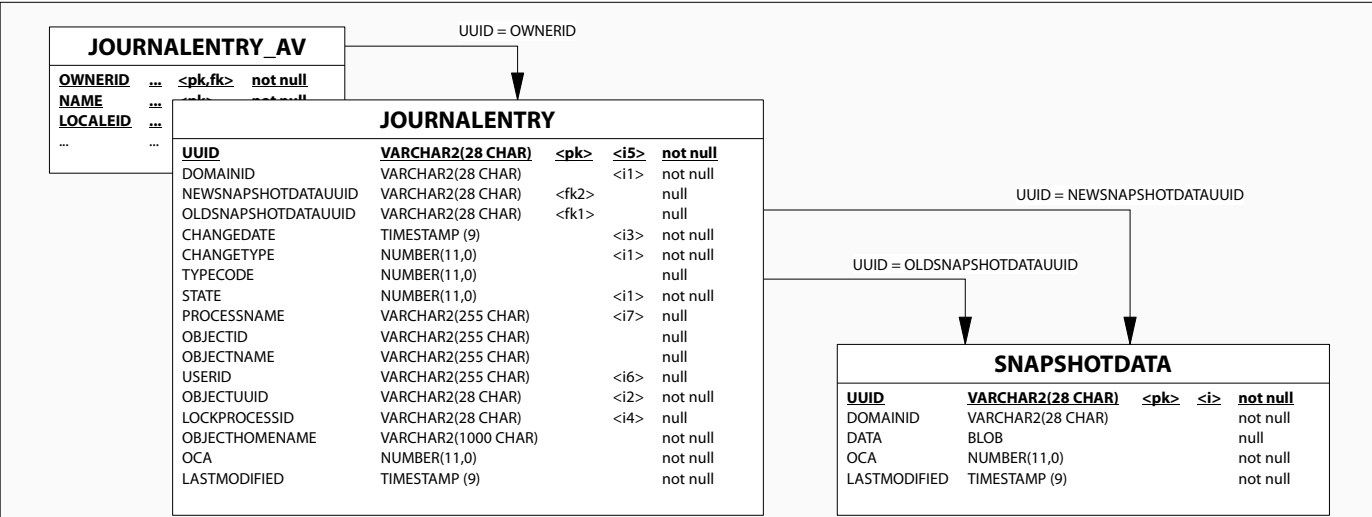 UUID = OWNERID
JOURNALENTRY_AV
OWNERID ... <pk,fk> not null
NAME ...
LOCALEID ...
... ...
JOURNALENTRY
UUID VARCHAR2(28 CHAR) <pk> <i5> not null
DOMAINID VARCHAR2(28 CHAR) <i1> not null
NEWSNAPSHOTDATAUUID VARCHAR2(28 CHAR) <fk2> null
OLDSNAPSHOTDATAUUID VARCHAR2(28 CHAR) <fk1> null
CHANGEDATE TIMESTAMP (9) <i3> not null
CHANGETYPE NUMBER(11,0) <i1> not null
TYPECODE NUMBER(11,0) null
STATE NUMBER(11,0) <i1> not null
PROCESSNAME VARCHAR2(255 CHAR) <i7> null
OBJECTID VARCHAR2(255 CHAR) null
OBJECTNAME VARCHAR2(255 CHAR) null
USERID VARCHAR2(255 CHAR) <i6> null
OBJECTUUID VARCHAR2(28 CHAR) <i2> not null
LOCKPROCESSID VARCHAR2(28 CHAR) <i4> null
OBJECTHOMENAME VARCHAR2(1000 CHAR) not null
OCA NUMBER(11,0) not null
LASTMODIFIED TIMESTAMP (9) not null
UUID = NEWSNAPSHOTDATAUUID
UUID = OLDSNAPSHOTDATAUUID
SNAPSHOTDATA
UUID VARCHAR2(28 CHAR) <pk> <i> not null
DOMAINID VARCHAR2(28 CHAR) not null
DATA BLOB null
OCA NUMBER(11,0) not null
LASTMODIFIED TIMESTAMP (9) not null